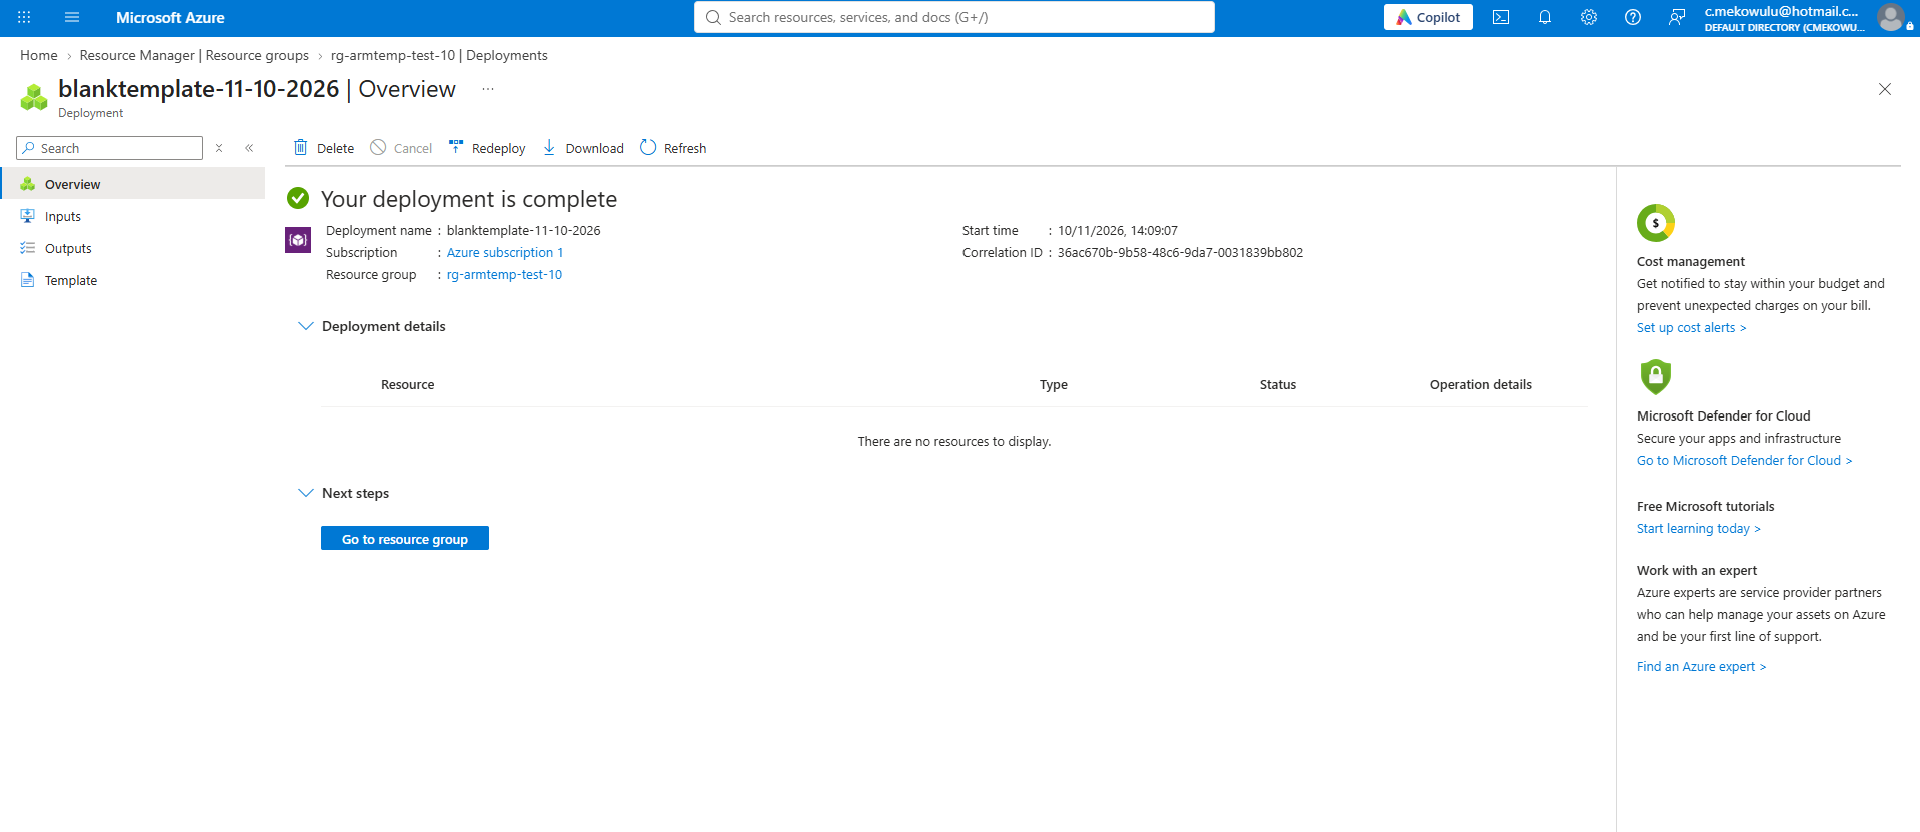 Microsoft Azure
Search resources, services, and docs (G+/)
Copilot
c.mekowulu@hotmail.c...
DEFAULT DIRECTORY (CMEKOWU...
Home > Resource Manager | Resource groups > rg-armtemp-test-10 | Deployments
blanktemplate-11-10-2026 | Overview ...
Deployment
Search
Delete
Cancel
Redeploy
Download
Refresh
Overview
Inputs
Outputs
Template
Your deployment is complete
Deployment name : blanktemplate-11-10-2026
Subscription : Azure subscription 1
Resource group : rg-armtemp-test-10
Start time : 10/11/2026, 14:09:07
Correlation ID : 36ac670b-9b58-48c6-9da7-0031839bb802
Deployment details
Resource Type Status Operation details
There are no resources to display.
Next steps
Go to resource group
Cost management
Get notified to stay within your budget and
prevent unexpected charges on your bill.
Set up cost alerts >
Microsoft Defender for Cloud
Secure your apps and infrastructure
Go to Microsoft Defender for Cloud >
Free Microsoft tutorials
Start learning today >
Work with an expert
Azure experts are service provider partners
who can help manage your assets on Azure
and be your first line of support.
Find an Azure expert >